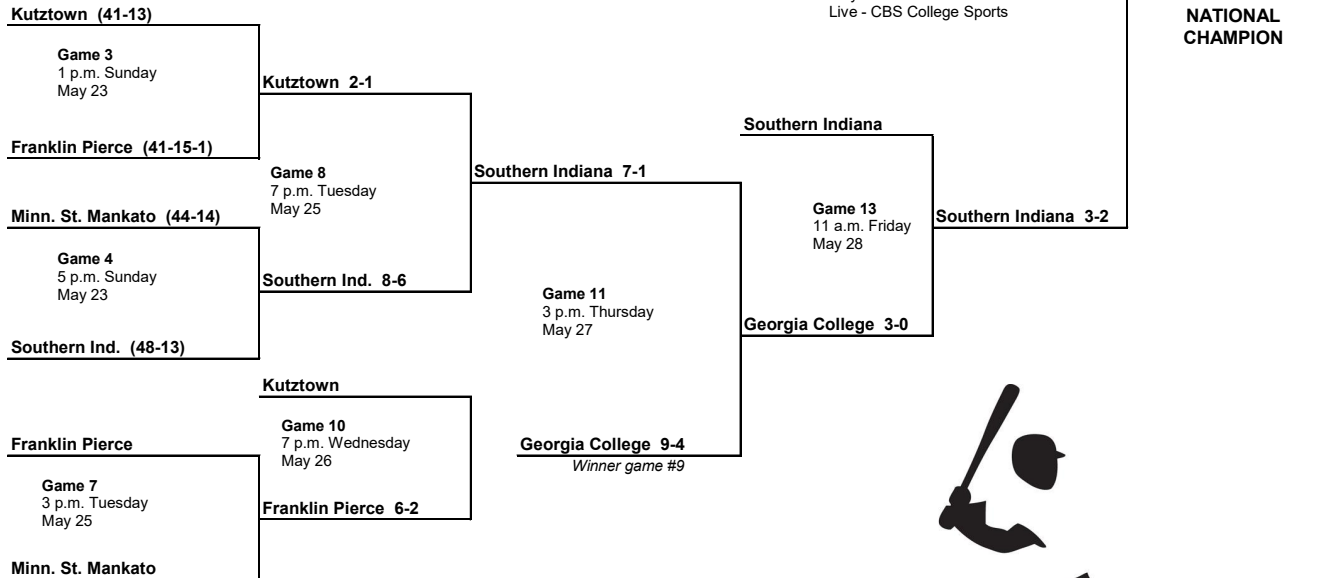 Live - CBS College Sports
NATIONAL
CHAMPION
Kutztown (41-13)
Game 3
1 p.m. Sunday
May 23
Kutztown 2-1
Franklin Pierce (41-15-1)
Game 8
7 p.m. Tuesday
May 25
Southern Indiana 7-1
Southern Indiana
Minn. St. Mankato (44-14)
Game 4
5 p.m. Sunday
May 23
Southern Ind. 8-6
Southern Ind. (48-13)
Game 13
11 a.m. Friday
May 28
Southern Indiana 3-2
Game 11
3 p.m. Thursday
May 27
Georgia College 3-0
Kutztown
Game 10
7 p.m. Wednesday
May 26
Georgia College 9-4
Winner game #9
Franklin Pierce
Game 7
3 p.m. Tuesday
May 25
Franklin Pierce 6-2
Minn. St. Mankato